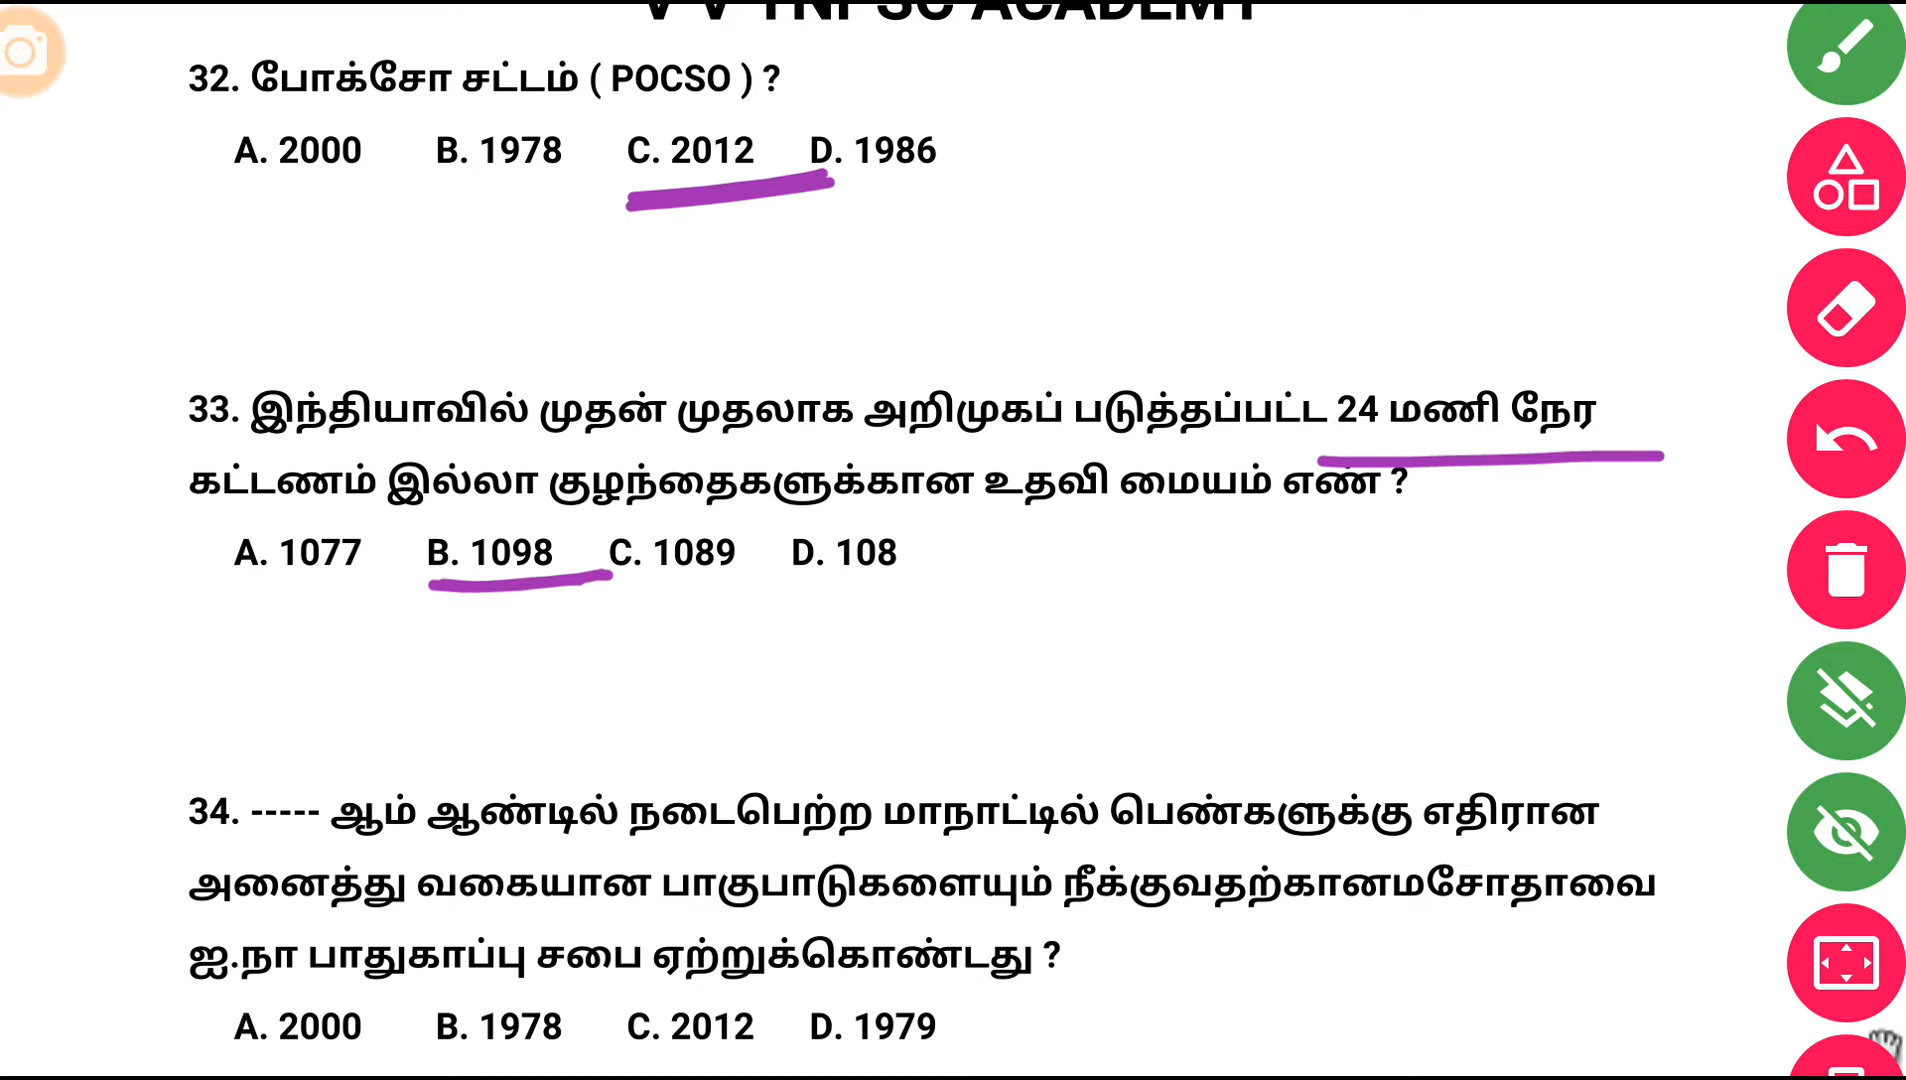 V V TNPSC ACADEMY
32. போக்சோ சட்டம் ( POCSO ) ?
A. 2000 B. 1978 C. 2012 D. 1986
33. இந்தியாவில் முதன் முதலாக அறிமுகப் படுத்தப்பட்ட 24 மணி நேர
கட்டணம் இல்லா குழந்தைகளுக்கான உதவி மையம் எண் ?
A. 1077 B. 1098 C. 1089 D. 108
34. ----- ஆம் ஆண்டில் நடைபெற்ற மாநாட்டில் பெண்களுக்கு எதிரான
அனைத்து வகையான பாகுபாடுகளையும் நீக்குவதற்கானமசோதாவை
ஐ.நா பாதுகாப்பு சபை ஏற்றுக்கொண்டது ?
A. 2000 B. 1978 C. 2012 D. 1979